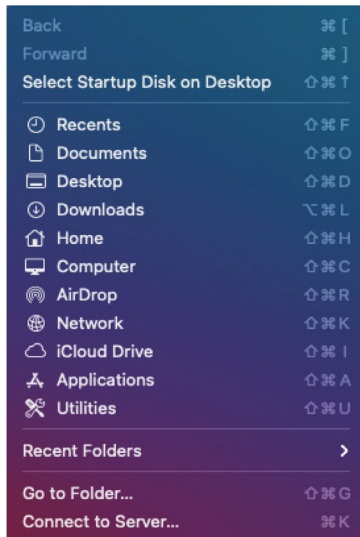 Back ⌘ [
Forward ⌘ ]
Select Startup Disk on Desktop ⇧⌘↑
Recents ⇧⌘F
Documents ⇧⌘O
Desktop ⇧⌘D
Downloads ⌥⌘L
Home ⇧⌘H
Computer ⇧⌘C
AirDrop ⇧⌘R
Network ⇧⌘K
iCloud Drive ⇧⌘I
Applications ⇧⌘A
Utilities ⇧⌘U
Recent Folders
Go to Folder... ⇧⌘G
Connect to Server... ⌘K